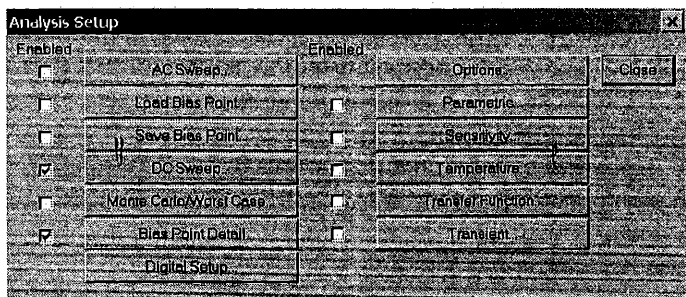 Analysis Setup
Enabled Enabled
AC Sweep... Options... Close
Load Bias Point... Parametric...
Save Bias Point... Sensitivity...
DC Sweep... Temperature...
Monte Carlo/Worst Case... Transfer Function...
Bias Point Detail Transient...
Digital Setup...